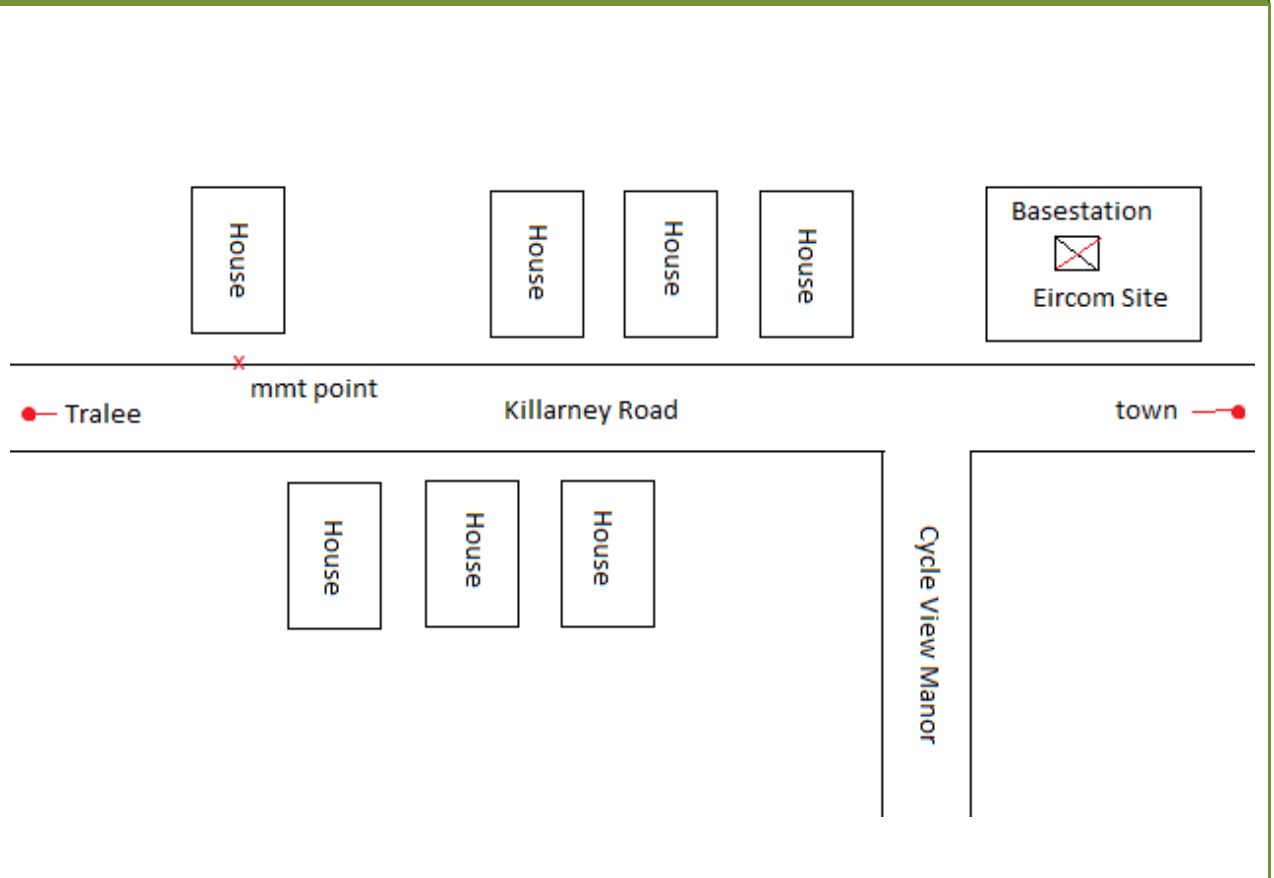 House
House
House
House
Basestation
Eircom Site
x
mmt point
Tralee
Killarney Road
town
House
House
House
Cycle View Manor